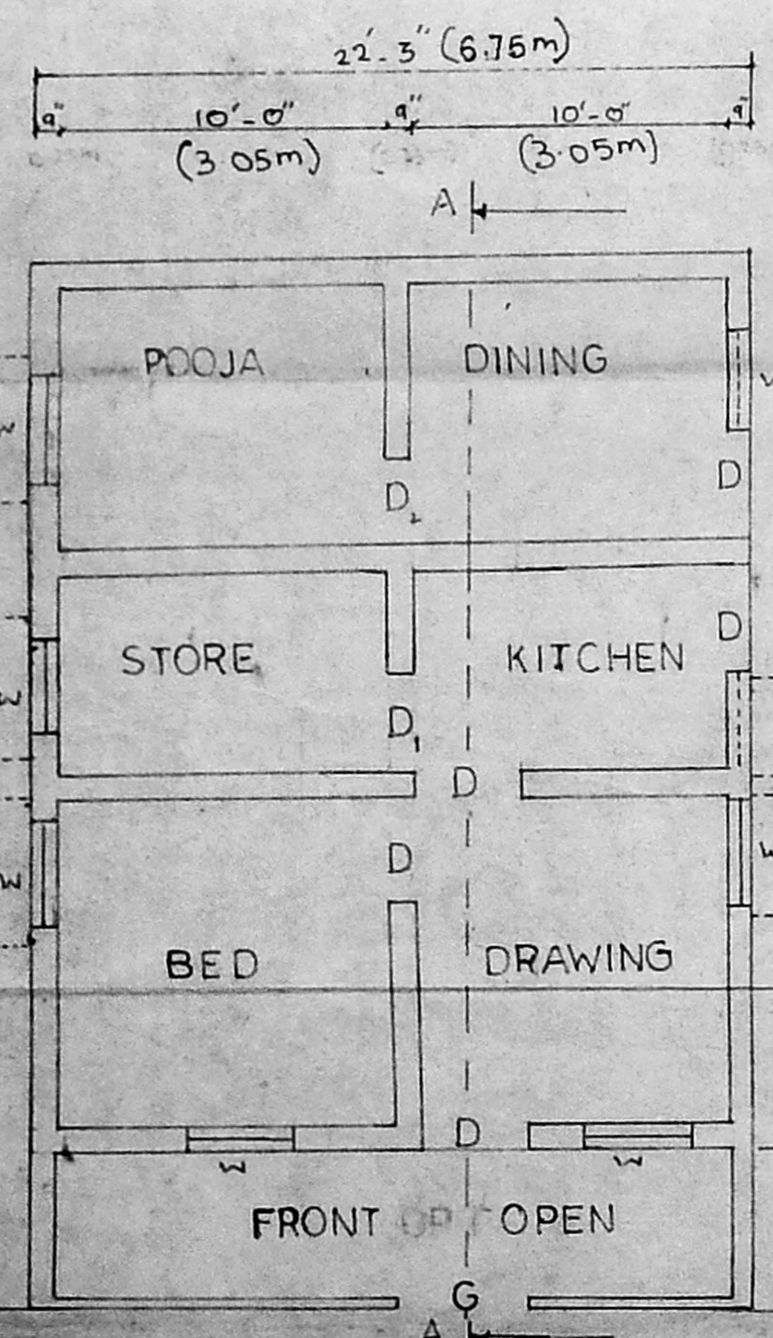 22'-3" (6.75m)
9" 10'-0" 9" 10'-0" 9"
(3.05m) (3.05m)
A
POOJA DINING
W
D₂ D
STORE KITCHEN D
W
D₁
D
W D W
BED DRAWING
D
W W
FRONT OPEN
G
A